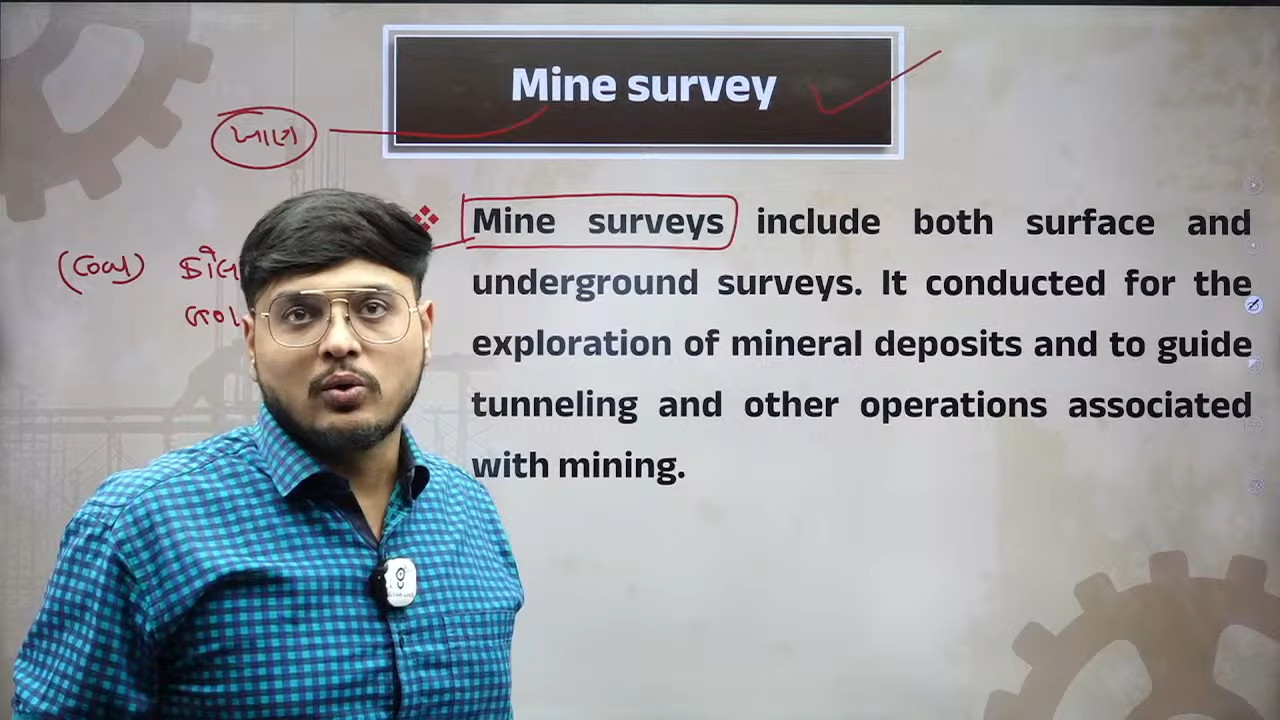 Mine survey
ખાણ
Mine surveys include both surface and
underground surveys. It conducted for the
exploration of mineral deposits and to guide
tunneling and other operations associated
with mining.
(Coal)